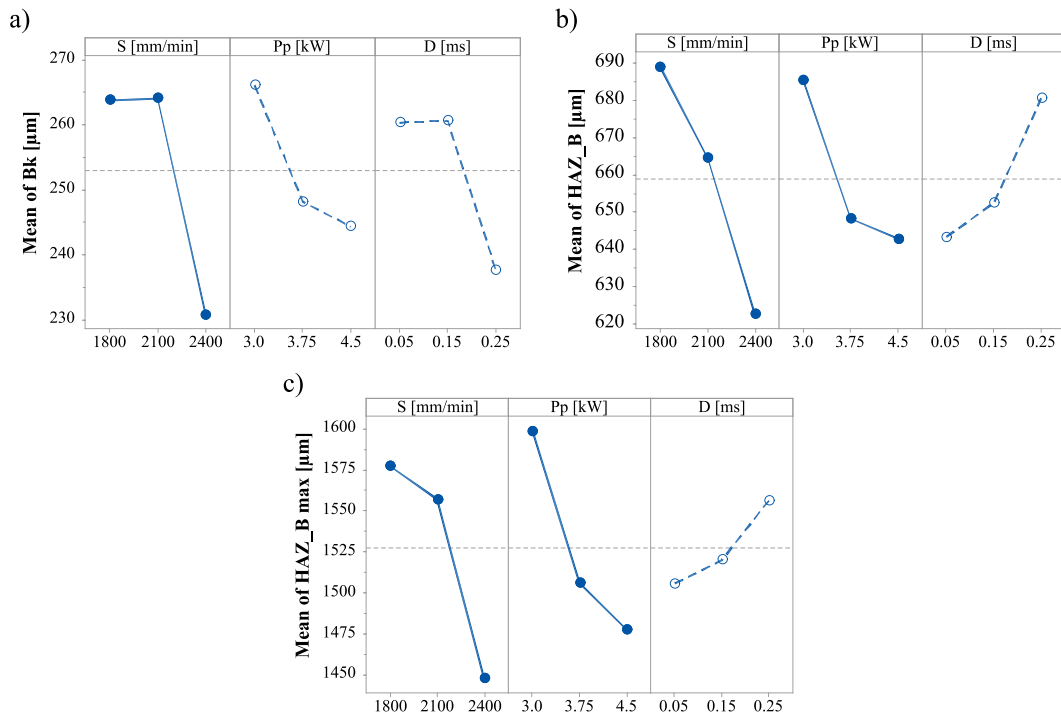 a)
S [mm/min] Pp [kW] D [ms]
Mean of Bk [µm]
270
260
250
240
230
1800 2100 2400 3.0 3.75 4.5 0.05 0.15 0.25
b)
S [mm/min] Pp [kW] D [ms]
Mean of HAZ_B [µm]
690
680
670
660
650
640
630
620
1800 2100 2400 3.0 3.75 4.5 0.05 0.15 0.25
c)
S [mm/min] Pp [kW] D [ms]
Mean of HAZ_B max [µm]
1600
1575
1550
1525
1500
1475
1450
1800 2100 2400 3.0 3.75 4.5 0.05 0.15 0.25